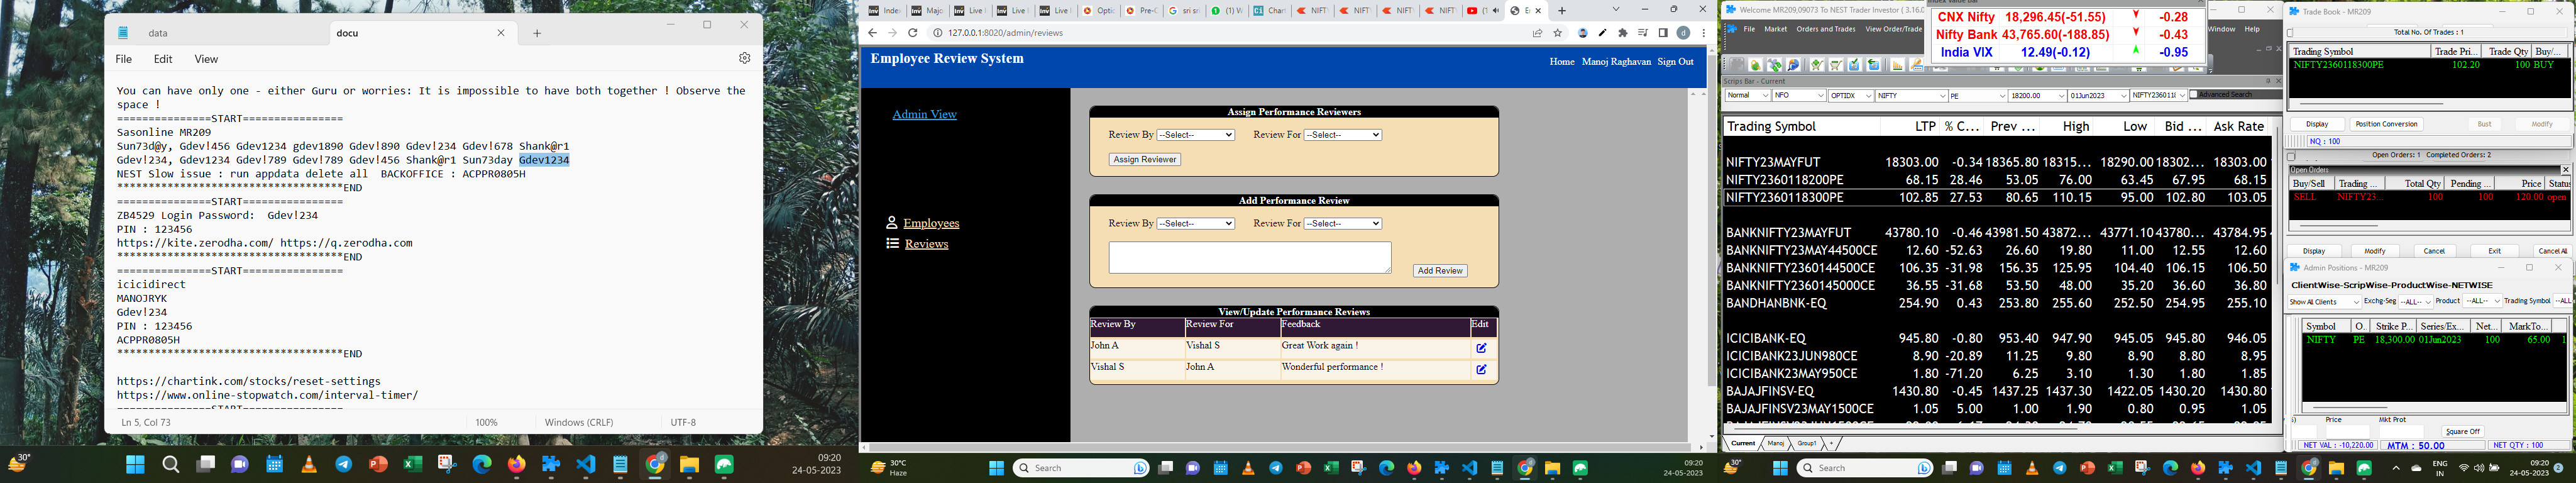 data
docu
File Edit View
You can have only one - either Guru or worries: It is impossible to have both together ! Observe the
space !
===============START================
Sasonline MR209
Sun73d@y, Gdev!456 Gdev1234 gdev1890 Gdev!890 Gdev!234 Gdev!678 Shank@r1
Gdev!234, Gdev1234 Gdev!789 Gdev!789 Gdev!456 Shank@r1 Sun73day Gdev1234
NEST Slow issue : run appdata delete all BACKOFFICE : ACPPR0805H
************************************END
===============START================
ZB4529 Login Password: Gdev!234
PIN : 123456
https://kite.zerodha.com/ https://q.zerodha.com
************************************END
===============START================
icicidirect
MANOJRYK
Gdev!234
PIN : 123456
ACPPR0805H
************************************END
https://chartink.com/stocks/reset-settings
https://www.online-stopwatch.com/interval-timer/
===============START================
Ln 5, Col 73 100% Windows (CRLF) UTF-8
30°
09:20
24-05-2023
127.0.0.1:8020/admin/reviews
Employee Review System
Home Manoj Raghavan Sign Out
Admin View
Employees
Reviews
Assign Performance Reviewers
Review By --Select-- Review For --Select--
Assign Reviewer
Add Performance Review
Review By --Select-- Review For --Select--
Add Review
View/Update Performance Reviews
Review By Review For Feedback Edit
John A Vishal S Great Work again !
Vishal S John A Wonderful performance !
30°C
Haze
Search
09:20
24-05-2023
Welcome MR209,09073 To NEST Trader Investor ( 3.16.0
File Market Orders and Trades View Order/Trade
Window Help
Index Value Bar
CNX Nifty 18,296.45(-51.55) -0.28
Nifty Bank 43,765.60(-188.85) -0.43
India VIX 12.49(-0.12) -0.95
Scrips Bar - Current
Normal NFO OPTIDX NIFTY PE 18200.00 01Jun2023 NIFTY236011 Advanced Search
Trading Symbol LTP % C... Prev ... High Low Bid ... Ask Rate
NIFTY23MAYFUT 18303.00 -0.34 18365.80 18315... 18290.00 18302... 18303.00
NIFTY2360118200PE 68.15 28.46 53.05 76.00 63.45 67.95 68.15
NIFTY2360118300PE 102.85 27.53 80.65 110.15 95.00 102.80 103.05
BANKNIFTY23MAYFUT 43780.10 -0.46 43981.50 43872... 43771.10 43780... 43784.95
BANKNIFTY23MAY44500CE 12.60 -52.63 26.60 19.80 11.00 12.55 12.60
BANKNIFTY2360144500CE 106.35 -31.98 156.35 125.95 104.40 106.15 106.50
BANKNIFTY2360145000CE 36.55 -31.68 53.50 48.00 35.20 36.60 36.80
BANDHANBNK-EQ 254.90 0.43 253.80 255.60 252.50 254.95 255.10
ICICIBANK-EQ 945.80 -0.80 953.40 947.90 945.05 945.80 946.05
ICICIBANK23JUN980CE 8.90 -20.89 11.25 9.80 8.90 8.80 8.95
ICICIBANK23MAY950CE 1.80 -71.20 6.25 3.10 1.30 1.80 1.85
BAJAJFINSV-EQ 1430.80 -0.45 1437.25 1437.30 1422.05 1430.20 1430.80
BAJAJFINSV23MAY1500CE 1.05 5.00 1.00 1.90 0.80 0.95 1.05
Current Manoj Group1 +
Trade Book - MR209
Total No. Of Trades : 1
Trading Symbol Trade Pri... Trade Qty Buy/...
NIFTY2360118300PE 102.20 100 BUY
Display Position Conversion Bust Modify
NQ : 100
Open Orders: 1 Completed Orders: 2
Open Orders
Buy/Sell Trading ... Total Qty Pending ... Price Status
SELL NIFTY23... 100 100 120.00 open
Display Modify Cancel Exit Cancel All
Admin Positions - MR209
ClientWise-ScripWise-ProductWise-NETWISE
Show All Clients Exchg-Seg --ALL-- Product --ALL-- Trading Symbol --ALL
Symbol O. Strike P... Series/Ex... Net... MarkTo...
NIFTY PE 18,300.00 01Jun2023 100 65.00
Price Mkt Prot
Square Off
NET VAL : -10,220.00 MTM : 50.00 NET QTY : 100
30°
Search
ENG
IN
09:20
24-05-2023